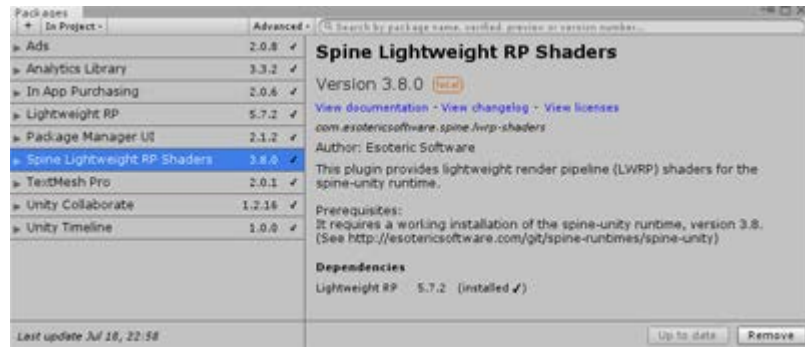 Packages
+ In Project
Advanced
Search by package name, verified, preview or version number...
Ads 2.0.8 ✓
Analytics Library 3.3.2 ✓
In App Purchasing 2.0.6 ✓
Lightweight RP 5.7.2 ✓
Package Manager UI 2.1.2 ✓
Spine Lightweight RP Shaders 3.8.0 ✓
TextMesh Pro 2.0.1 ✓
Unity Collaborate 1.2.16 ✓
Unity Timeline 1.0.0 ✓
Last update Jul 18, 22:58
Spine Lightweight RP Shaders
Version 3.8.0 local
View documentation - View changelog - View licenses
com.esotericsoftware.spine.lwrp-shaders
Author: Esoteric Software
This plugin provides lightweight render pipeline (LWRP) shaders for the
spine-unity runtime.
Prerequisites:
It requires a working installation of the spine-unity runtime, version 3.8.
(See http://esotericsoftware.com/git/spine-runtimes/spine-unity)
Dependencies
Lightweight RP 5.7.2 (installed ✓)
Up to date
Remove